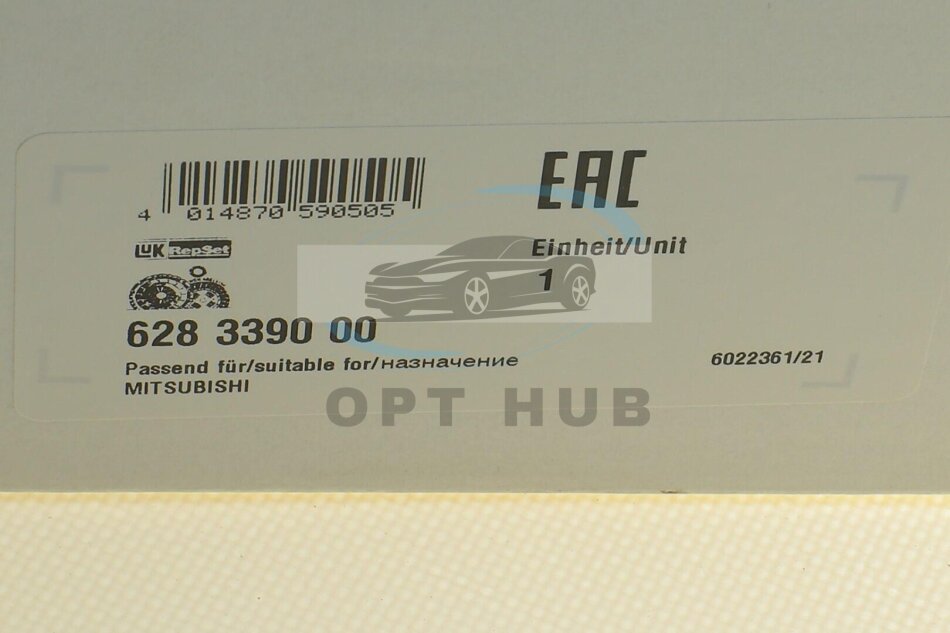 EAC
4 014870 590505
LuK RepSet
Einheit/Unit
1
628 3390 00
Passend für/suitable for/назначение
MITSUBISHI
6022361/21
OPT HUB